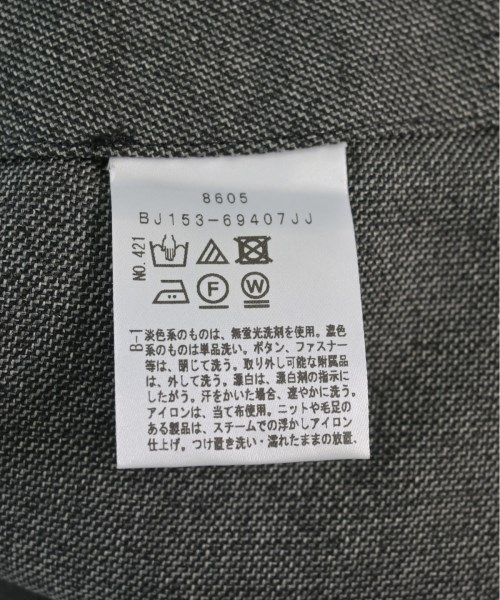 8605
BJ153-69407JJ
NO.421
F W
B-1
淡色系のものは、無蛍光洗剤を使用。濃色
系のものは単品洗い。ボタン、ファスナー
等は、閉じて洗う。取り外し可能な附属品
は、外して洗う。漂白は、漂白剤の指示に
したがう。汗をかいた場合、速やかに洗う。
アイロンは、当て布使用。ニットや毛足の
ある製品は、スチームでの浮かしアイロン
仕上げ。つけ置き洗い・濡れたままの放置、